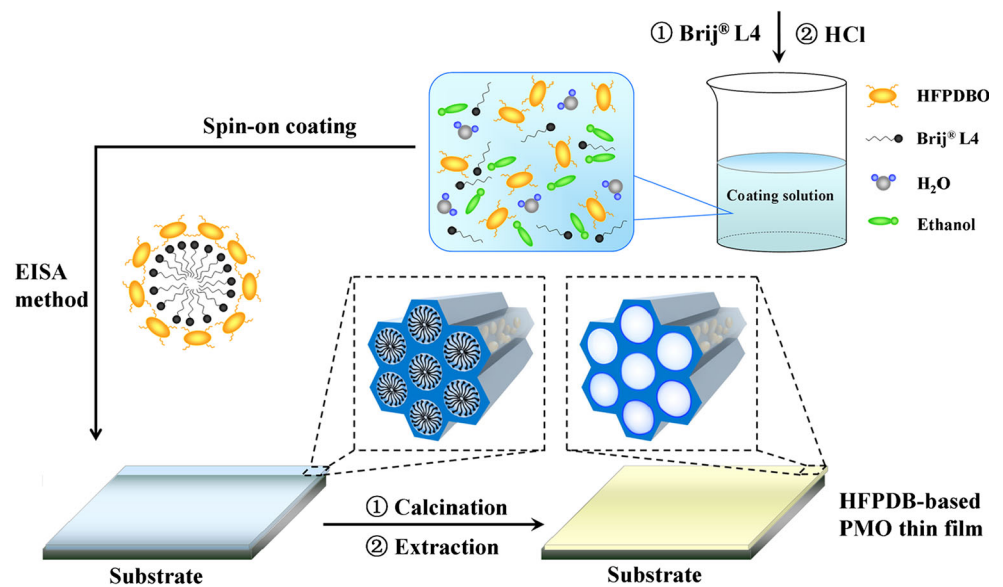 ① Brij® L4 ② HCl
HFPDBO
Brij® L4
H₂O
Ethanol
Coating solution
Spin-on coating
EISA
method
① Calcination
② Extraction
Substrate
Substrate
HFPDB-based
PMO thin film